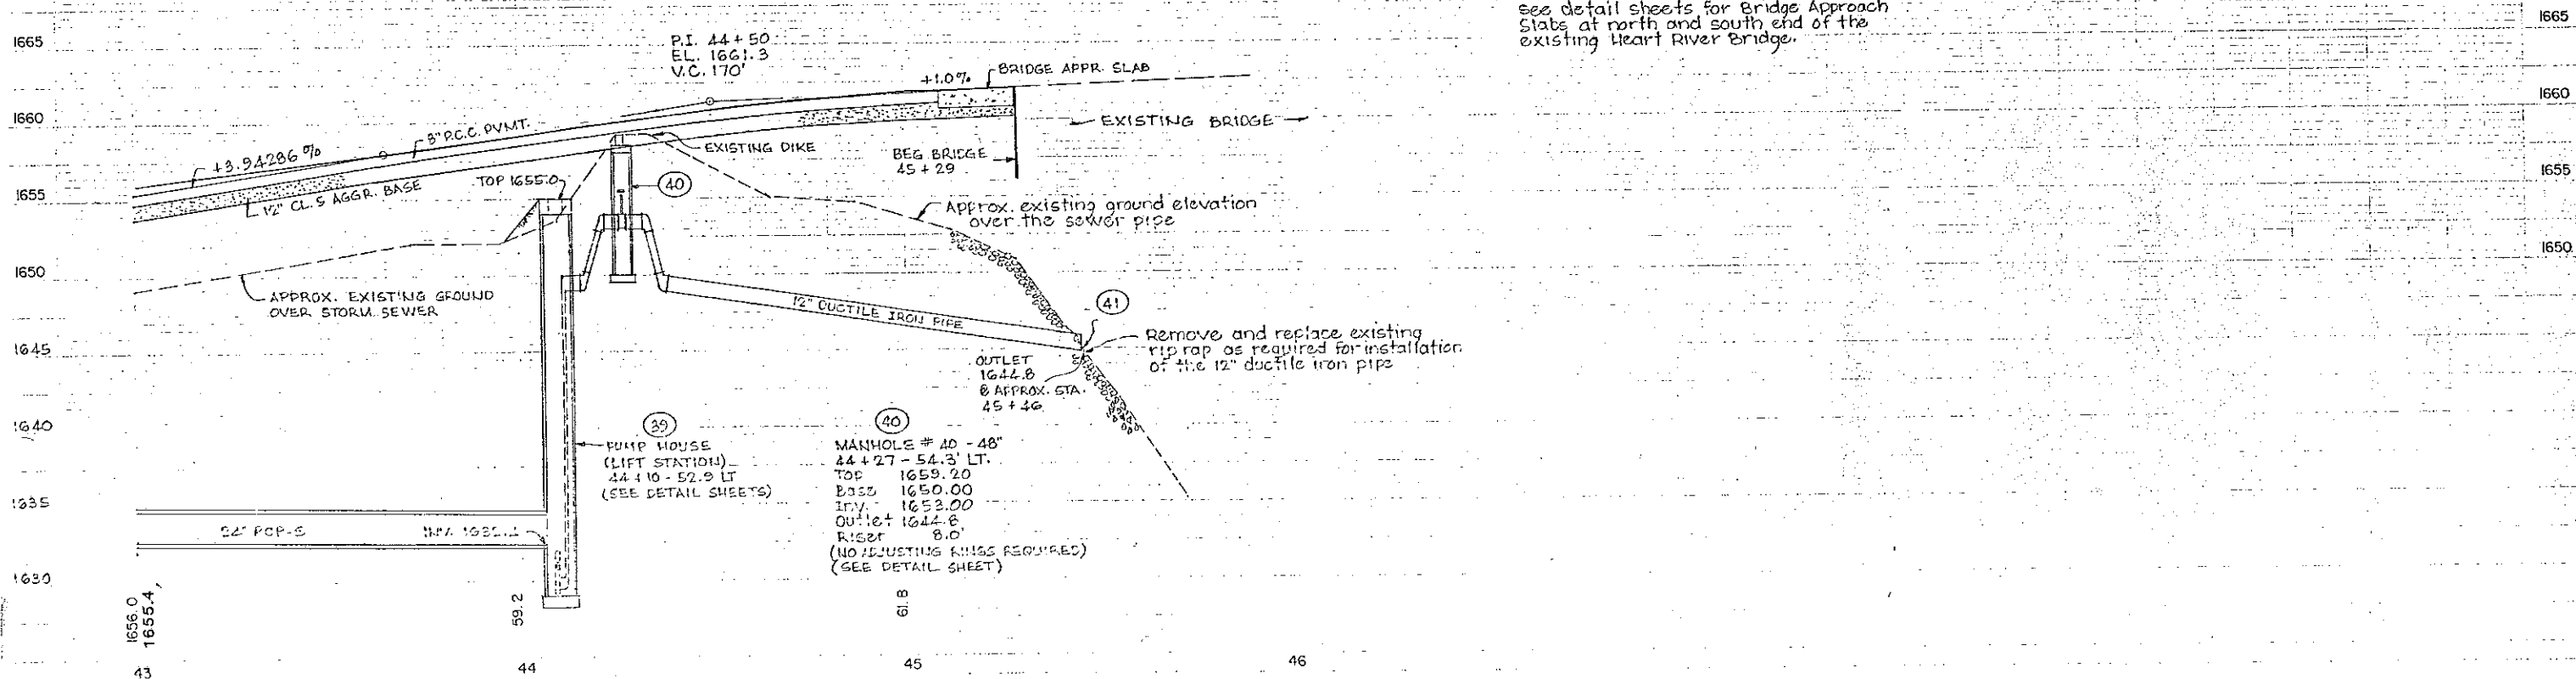 see detail sheets for Bridge Approach
Slabs at north and south end of the
existing Heart River Bridge.
1665
1665
P.I. 44+50
EL. 1661.3
V.C. 170'
+1.0%
BRIDGE APPR. SLAB
1660
1660
+3.94286%
8" P.C.C. PVMT.
EXISTING DIKE
EXISTING BRIDGE
BEG. BRIDGE
45+29
1655
1655
12" CL. 5 AGGR. BASE
TOP 1655.0
40
Approx. existing ground elevation
over the sewer pipe
1650
1650
APPROX. EXISTING GROUND
OVER STORM SEWER
12" DUCTILE IRON PIPE
41
Remove and replace existing
rip rap as required for installation
of the 12" ductile iron pipe
1645
OUTLET
1644.8
@ APPROX. STA.
45+46
1640
39
PUMP HOUSE
(LIFT STATION)
44+10-52.9 LT
(SEE DETAIL SHEETS)
40
MANHOLE # 40 - 48"
44+27-54.3' LT.
TOP 1659.20
Base 1650.00
Inv. 1653.00
Outlet 1644.8
Riser 8.0'
(NO ADJUSTING RINGS REQUIRED)
(SEE DETAIL SHEET)
1635
1630
1656.0
1655.4
59.2
61.8
43
44
45
46